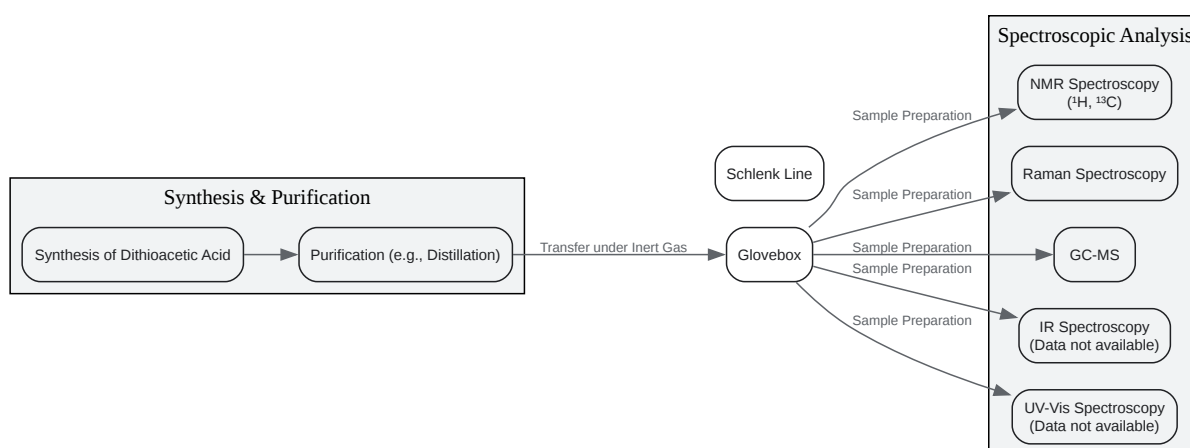 Synthesis & Purification
Synthesis of Dithioacetic Acid
Purification (e.g., Distillation)
Transfer under Inert Gas
Schlenk Line
Glovebox
Sample Preparation
Sample Preparation
Sample Preparation
Sample Preparation
Sample Preparation
Spectroscopic Analysis
NMR Spectroscopy
(¹H, ¹³C)
Raman Spectroscopy
GC-MS
IR Spectroscopy
(Data not available)
UV-Vis Spectroscopy
(Data not available)